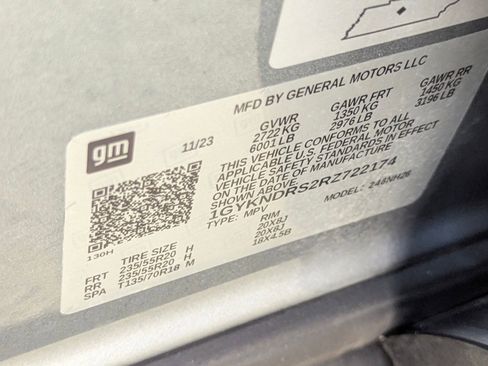 MFD BY GENERAL MOTORS LLC
gm
11/23
GVWR GAWR FRT GAWR RR
2722 KG 1350 KG 1450 KG
6001 LB 2976 LB 3196 LB
THIS VEHICLE CONFORMS TO ALL
APPLICABLE U.S. FEDERAL MOTOR
VEHICLE SAFETY STANDARDS IN EFFECT
ON THE DATE OF MANUFACTURE
SHOWN ABOVE.
1GYKNDRS2RZ722174
TYPE: MPV MODEL: 246NH26
130H
TIRE SIZE RIM
FRT 235/55R20 H 20X8J
RR 235/55R20 H 20X8J
SPA T135/70R18 M 18X4.5B